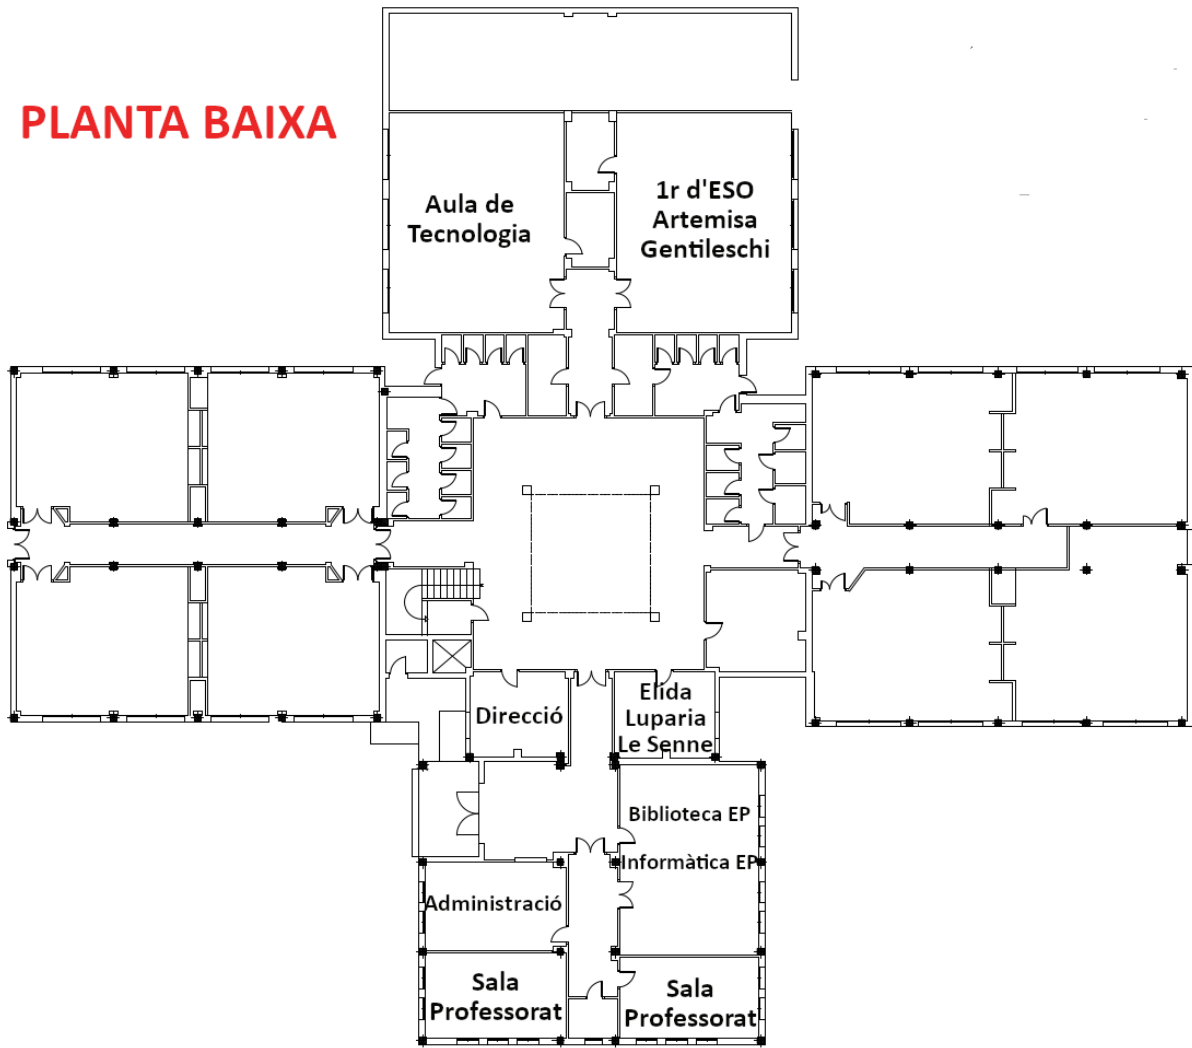 PLANTA BAIXA
Aula de
Tecnologia
1r d'ESO
Artemisa
Gentileschi
Direcció
Elida
Luparia
Le Senne
Biblioteca EP
Informàtica EP
Administració
Sala
Professorat
Sala
Professorat